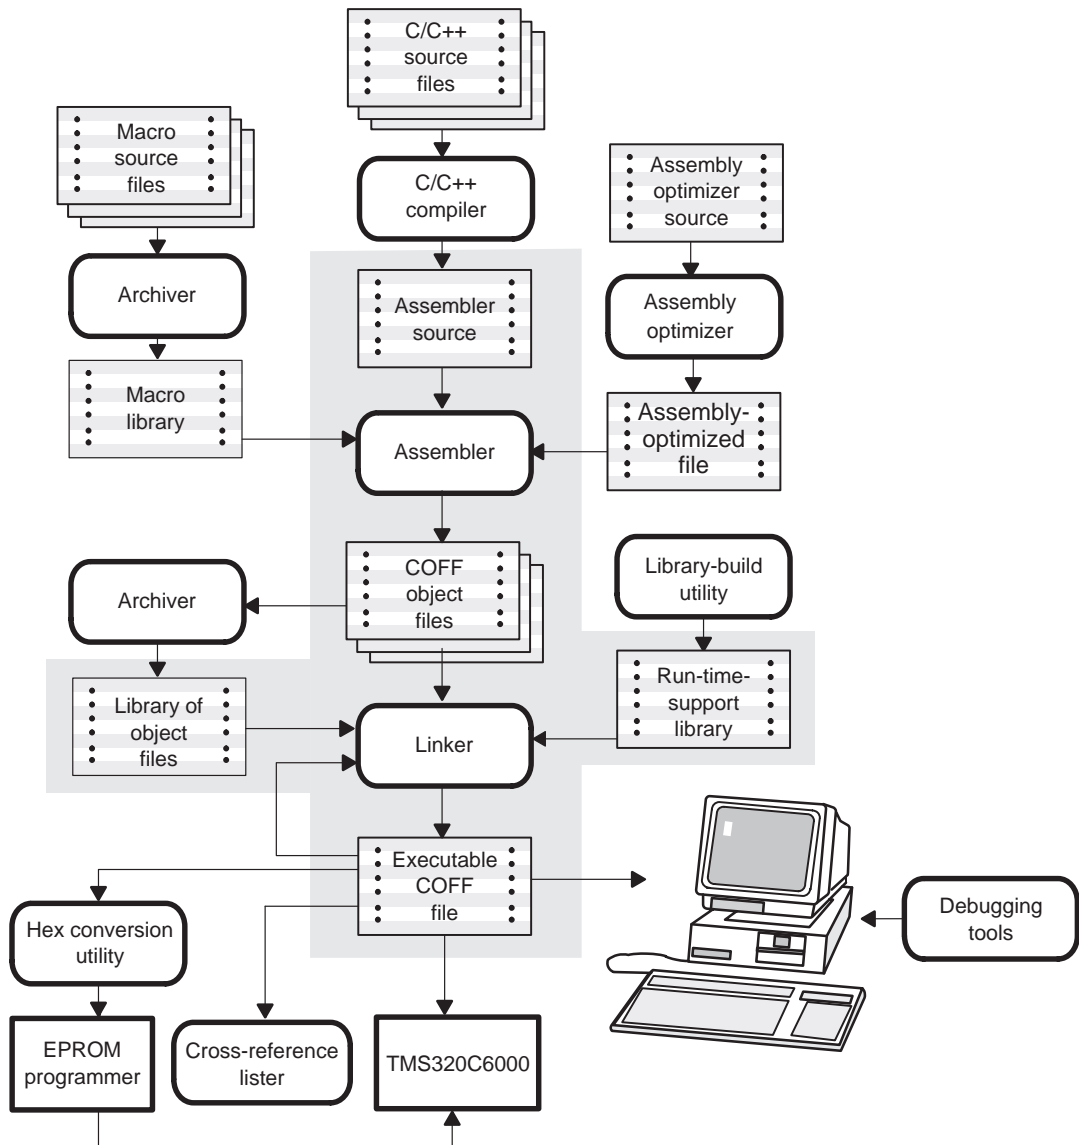 C/C++
source
files
Macro
source
files
C/C++
compiler
Assembly
optimizer
source
Archiver
Assembler
source
Assembly
optimizer
Macro
library
Assembler
Assembly-
optimized
file
Archiver
COFF
object
files
Library-build
utility
Library of
object
files
Linker
Run-time-
support
library
Executable
COFF
file
Debugging
tools
Hex conversion
utility
EPROM
programmer
Cross-reference
lister
TMS320C6000